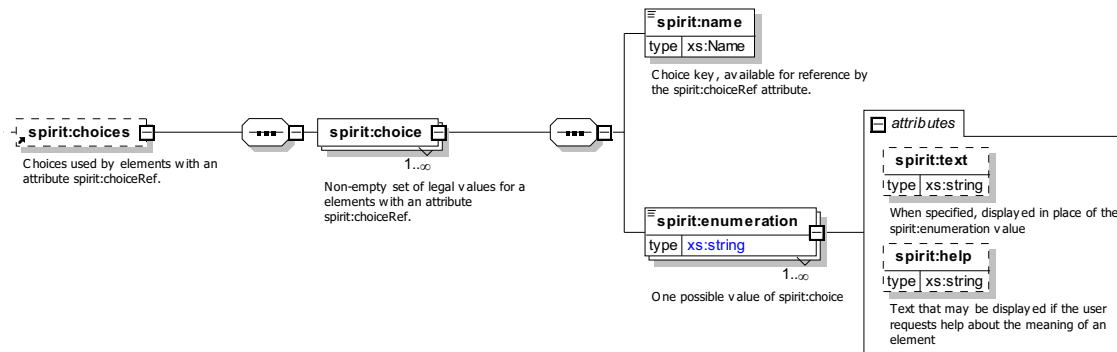 spirit:name
type xs:Name
Choice key, available for reference by
the spirit:choiceRef attribute.
spirit:choices
Choices used by elements with an
attribute spirit:choiceRef.
spirit:choice
1..∞
Non-empty set of legal values for a
elements with an attribute
spirit:choiceRef.
spirit:enumeration
type xs:string
1..∞
One possible value of spirit:choice
attributes
spirit:text
type xs:string
When specified, displayed in place of the
spirit:enumeration value
spirit:help
type xs:string
Text that may be displayed if the user
requests help about the meaning of an
element